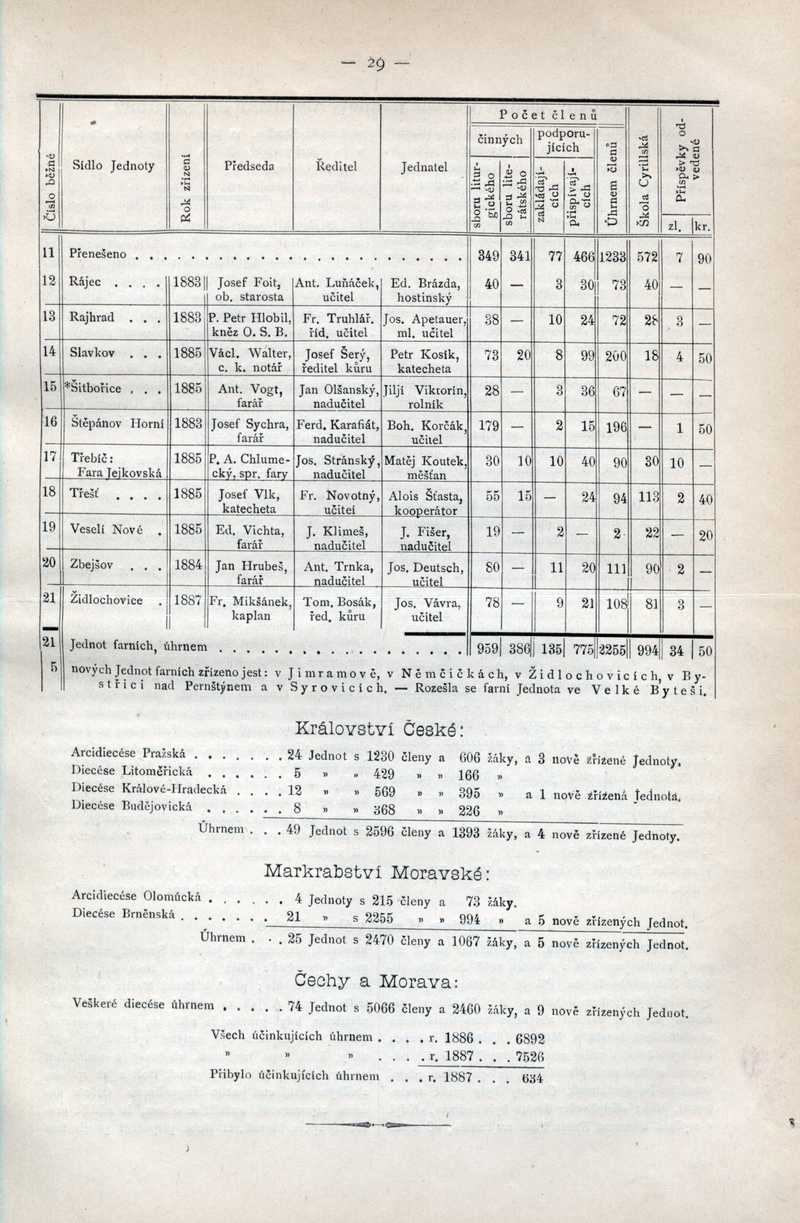 — 29 —
Číslo běžné
Sídlo Jednoty
Rok zřízení
Předseda
Ředitel
Jednatel
Počet členů
činných
podporujících
sboru liturgického
sboru literátského
zakládajících
přispívajících
Úhrnem členů
Škola Cyrillská
Příspěvky odvedené
zl. kr.
11 Přenešeno . . . . . . . . . . . . . . . . . . . . . . 349 341 77 466 1233 572 7 90
12 Rájec . . . . 1883 Josef Foit, Ant. Luňáček, Ed. Brázda, 40 — 3 30 73 40 — —
ob. starosta učitel hostinský
13 Rajhrad . . . 1883 P. Petr Hlobil, Fr. Truhlář. Jos. Apetauer, 38 — 10 24 72 28 3 —
kněz O. S. B. říd. učitel ml. učitel
14 Slavkov . . . 1885 Václ. Walter, Josef Šerý, Petr Kosík, 73 20 8 99 200 18 4 50
c. k. notář ředitel kůru katecheta
15 *Šitbořice . . . 1885 Ant. Vogt, Jan Olšanský, Jiljí Viktorin, 28 — 3 36 67 — — —
farář nadučitel rolník
16 Štěpánov Horní 1883 Josef Sychra, Ferd. Karafiát, Boh. Korčák, 179 — 2 15 196 — 1 50
farář nadučitel učitel
17 Třebíč: 1885 P. A. Chlume- Jos. Stránský, Matěj Koutek, 30 10 10 40 90 30 10 —
Fara Jejkovská cký, spr. fary nadučitel měšťan
18 Třešť . . . . 1885 Josef Vlk, Fr. Novotný, Alois Šťasta, 55 15 — 24 94 113 2 40
katecheta učitel kooperátor
19 Veselí Nové . 1885 Ed. Vichta, J. Klimeš, J. Fišer, 19 — 2 — 2 22 — 20
farář nadučitel nadučitel
20 Zbejšov . . . 1884 Jan Hrubeš, Ant. Trnka, Jos. Deutsch, 80 — 11 20 111 90 2 —
farář nadučitel učitel
21 Židlochovice . 1887 Fr. Mikšánek, Tom. Bosák, Jos. Vávra, 78 — 9 21 108 81 3 —
kaplan řed. kůru učitel
21 Jednot farních, úhrnem . . . . . . . . . . . . . . . . . 959 386 135 775 2255 994 34 50
5 nových Jednot farních zřízeno jest: v Jimramově, v Němčičkách, v Židlochovicích, v By-
střici nad Pernštýnem a v Syrovicích. — Rozešla se farní Jednota ve Velké Byteši.
Království České:
Arcidiecése Pražská . . . . . . . 24 Jednot s 1230 členy a 606 žáky, a 3 nově zřízené Jednoty.
Diecése Litoměřická . . . . . . 5 „ „ 429 „ „ 166 „
Diecése Králové-Hradecká . . . . 12 „ „ 569 „ „ 395 „ a 1 nově zřízená Jednota.
Diecése Budějovická . . . . . . 8 „ „ 368 „ „ 226 „
Úhrnem . . . 49 Jednot s 2596 členy a 1393 žáky, a 4 nově zřízené Jednoty.
Markrabství Moravské:
Arcidiecése Olomúcká . . . . . . 4 Jednoty s 215 členy a 73 žáky.
Diecése Brněnská . . . . . . . 21 „ s 2255 „ „ 994 „ a 5 nově zřízených Jednot.
Úhrnem . . . 25 Jednot s 2470 členy a 1067 žáky, a 5 nově zřízených Jednot.
Čechy a Morava:
Veškeré diecése úhrnem . . . . . 74 Jednot s 5066 členy a 2460 žáky, a 9 nově zřízených Jednot.
Všech účinkujících úhrnem . . . . r. 1886 . . . 6892
„ „ „ . . . . r. 1887 . . . 7526
Přibylo účinkujících úhrnem . . . r. 1887 . . . 634